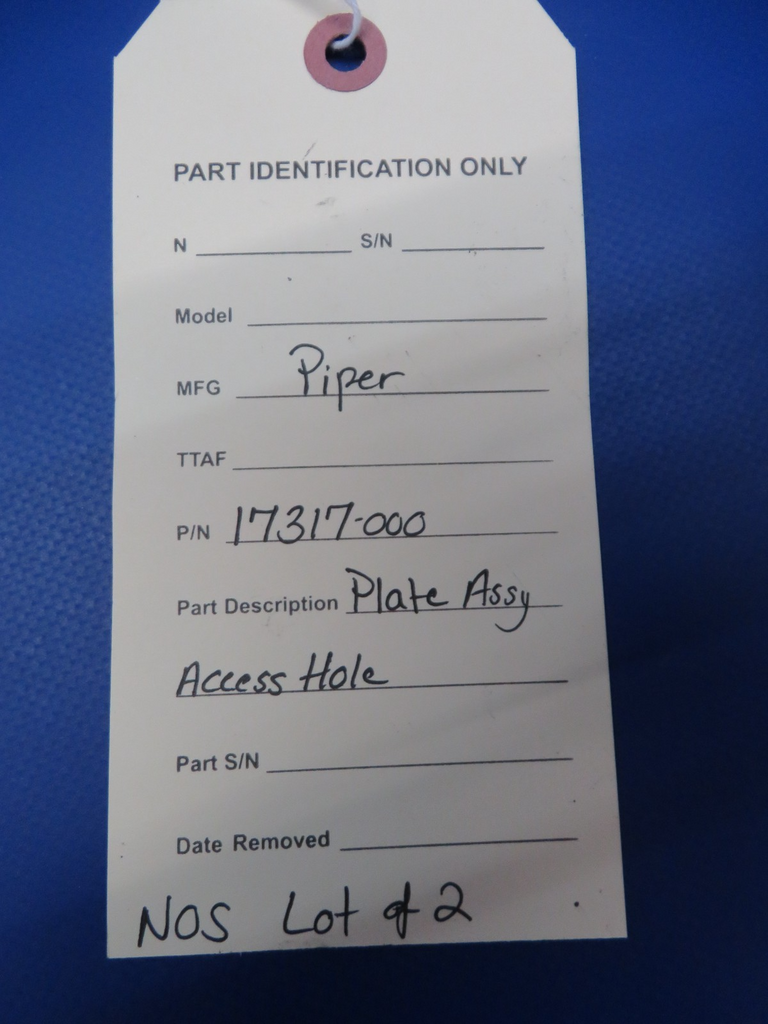 PART IDENTIFICATION ONLY
N S/N
Model
MFG Piper
TTAF
P/N 17317-000
Part Description Plate Assy
Access Hole
Part S/N
Date Removed
NOS Lot of 2